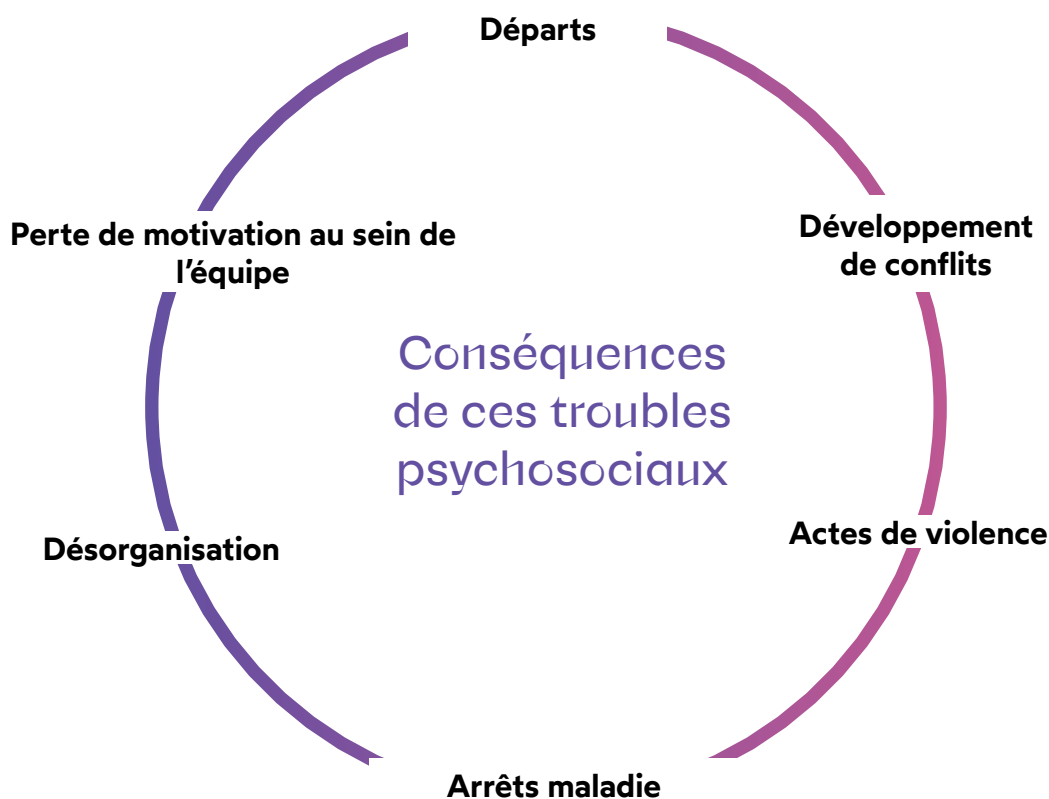 Départs
Perte de motivation au sein de
l’équipe
Développement
de conflits
Conséquences
de ces troubles
psychosociaux
Désorganisation
Actes de violence
Arrêts maladie